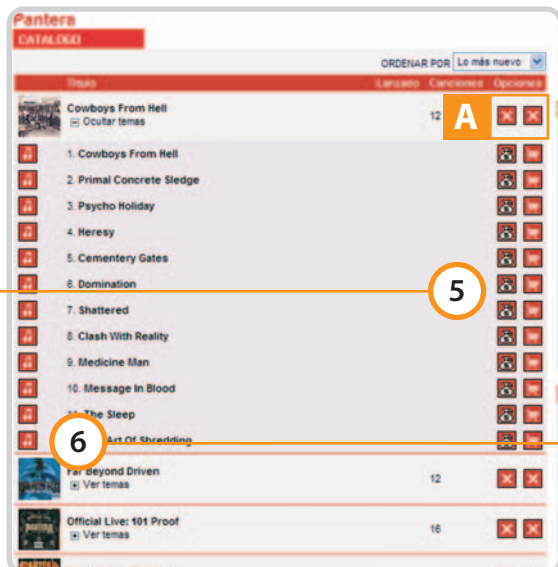 Pantera
CATALOGO
ORDENAR POR Lo más nuevo
Titulo Lanzado Canciones Opciones
Cowboys From Hell
Ocultar temas
12
A
1. Cowboys From Hell
2. Primal Concrete Sledge
3. Psycho Holiday
4. Heresy
5. Cementery Gates
6. Domination
5
7. Shattered
8. Clash With Reality
9. Medicine Man
10. Message In Blood
The Sleep
6
Art Of Shredding
Far Beyond Driven
Ver temas
12
Official Live: 101 Proof
Ver temas
16